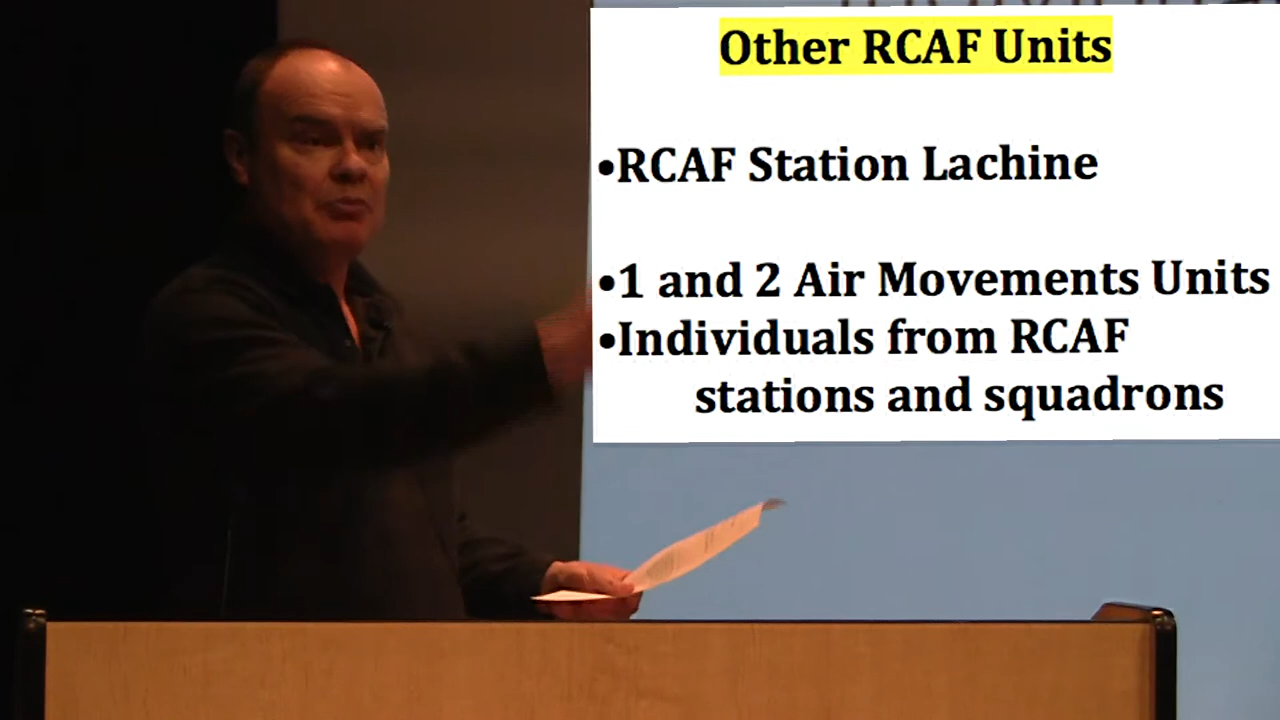 Other RCAF Units
•RCAF Station Lachine
•1 and 2 Air Movements Units
•Individuals from RCAF
stations and squadrons